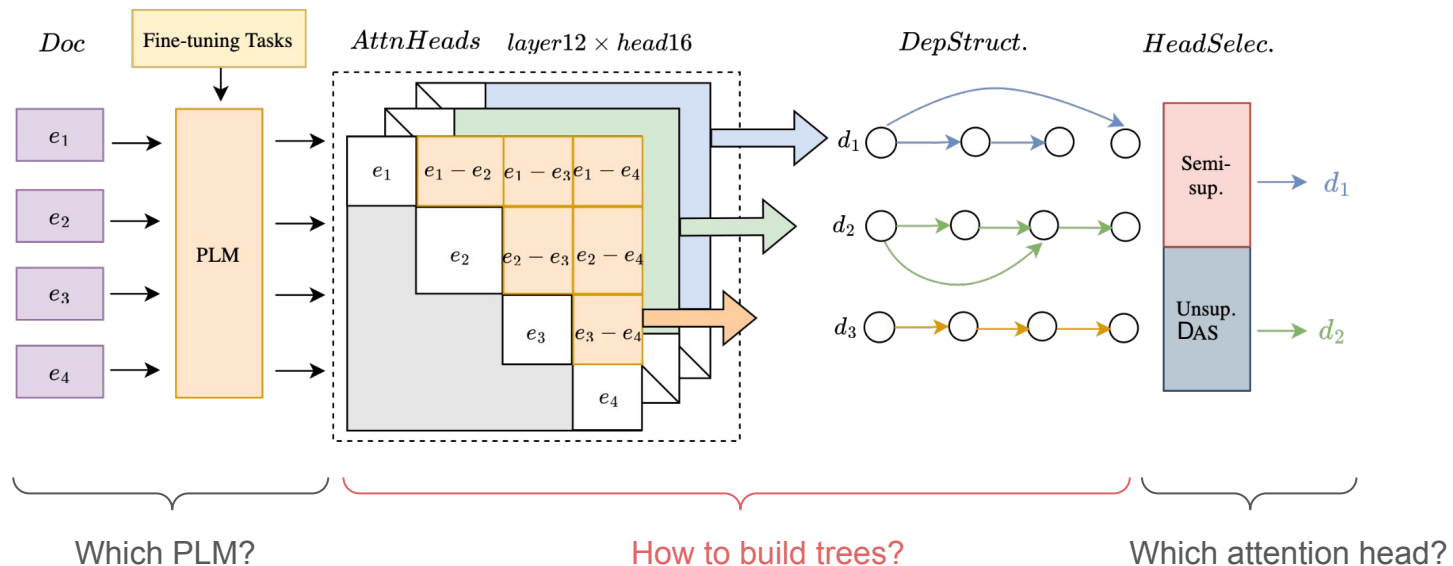 Doc
Fine-tuning Tasks
AttnHeads layer12 × head16
DepStruct.
HeadSelec.
e₁
e₂
e₃
e₄
PLM
e₁ e₁ − e₂ e₁ − e₃ e₁ − e₄
e₂ e₂ − e₃ e₂ − e₄
e₃ e₃ − e₄
e₄
d₁
d₂
d₃
Semi-
sup.
Unsup.
DAS
d₁
d₂
Which PLM?
How to build trees?
Which attention head?